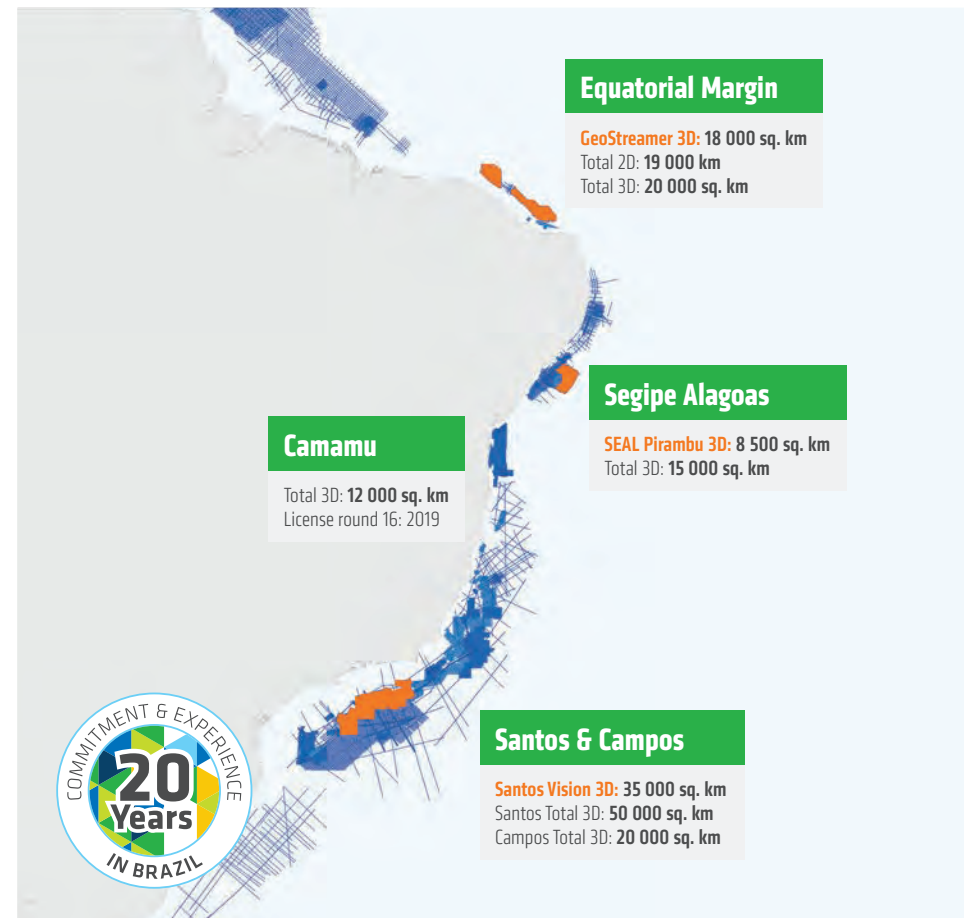 Equatorial Margin
GeoStreamer 3D: 18 000 sq. km
Total 2D: 19 000 km
Total 3D: 20 000 sq. km
Segipe Alagoas
SEAL Pirambu 3D: 8 500 sq. km
Total 3D: 15 000 sq. km
Camamu
Total 3D: 12 000 sq. km
License round 16: 2019
Santos & Campos
Santos Vision 3D: 35 000 sq. km
Santos Total 3D: 50 000 sq. km
Campos Total 3D: 20 000 sq. km
COMMITMENT & EXPERIENCE
20
Years
IN BRAZIL